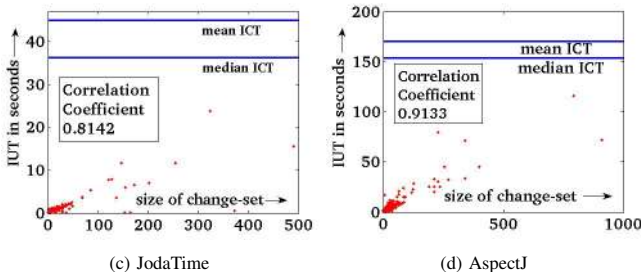 40
30
20
10
0
IUT in seconds
mean ICT
median ICT
Correlation
Coefficient
0.8142
size of change-set
0 100 200 300 400 500
(c) JodaTime
200
150
100
50
0
IUT in seconds
mean ICT
median ICT
Correlation
Coefficient
0.9133
size of change-set
0 500 1000
(d) AspectJ